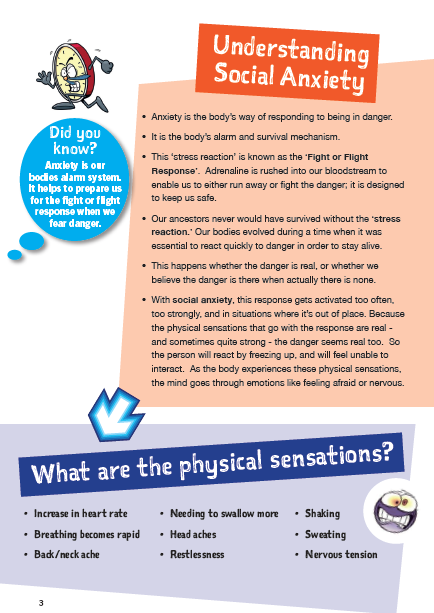 Understanding
Social Anxiety
Did you
know?
Anxiety is our
bodies alarm system.
It helps to prepare us
for the fight or flight
response when we
fear danger.
• Anxiety is the body's way of responding to being in danger.
• It is the body's alarm and survival mechanism.
• This 'stress reaction' is known as the 'Fight or Flight
Response'. Adrenaline is rushed into our bloodstream to
enable us to either run away or fight the danger; it is designed
to keep us safe.
• Our ancestors never would have survived without the 'stress
reaction.' Our bodies evolved during a time when it was
essential to react quickly to danger in order to stay alive.
• This happens whether the danger is real, or whether we
believe the danger is there when actually there is none.
• With social anxiety, this response gets activated too often,
too strongly, and in situations where it's out of place. Because
the physical sensations that go with the response are real -
and sometimes quite strong - the danger seems real too. So
the person will react by freezing up, and will feel unable to
interact. As the body experiences these physical sensations,
the mind goes through emotions like feeling afraid or nervous.
What are the physical sensations?
• Increase in heart rate
• Breathing becomes rapid
• Back/neck ache
• Needing to swallow more
• Head aches
• Restlessness
• Shaking
• Sweating
• Nervous tension
3